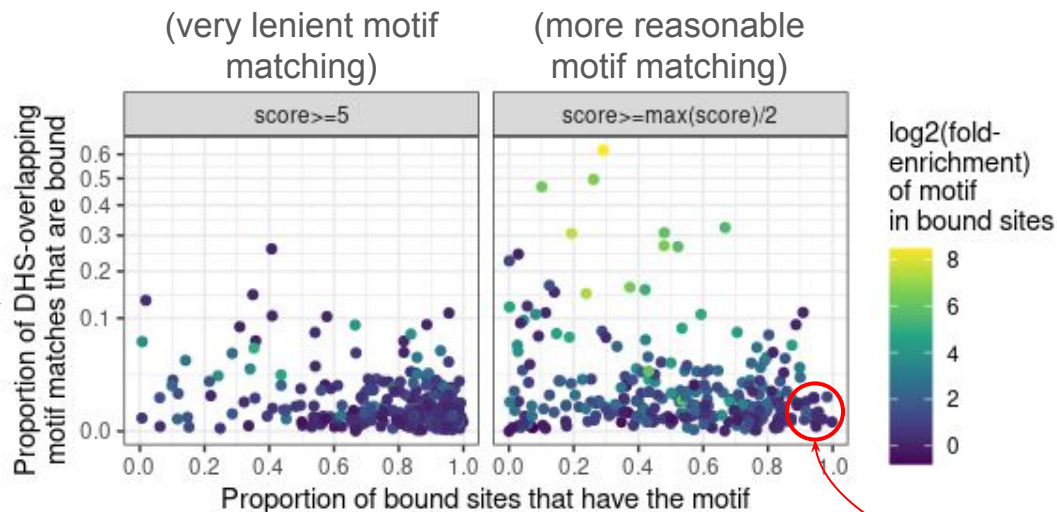 (very lenient motif
matching)
(more reasonable
motif matching)
score>=5
score>=max(score)/2
Proportion of DHS-overlapping
motif matches that are bound
0.6
0.5
0.4
0.3
0.2
0.1
0.0
0.0
0.2
0.4
0.6
0.8
1.0
0.0
0.2
0.4
0.6
0.8
1.0
Proportion of bound sites that have the motif
log2(fold-
enrichment)
of motif
in bound sites
8
6
4
2
0